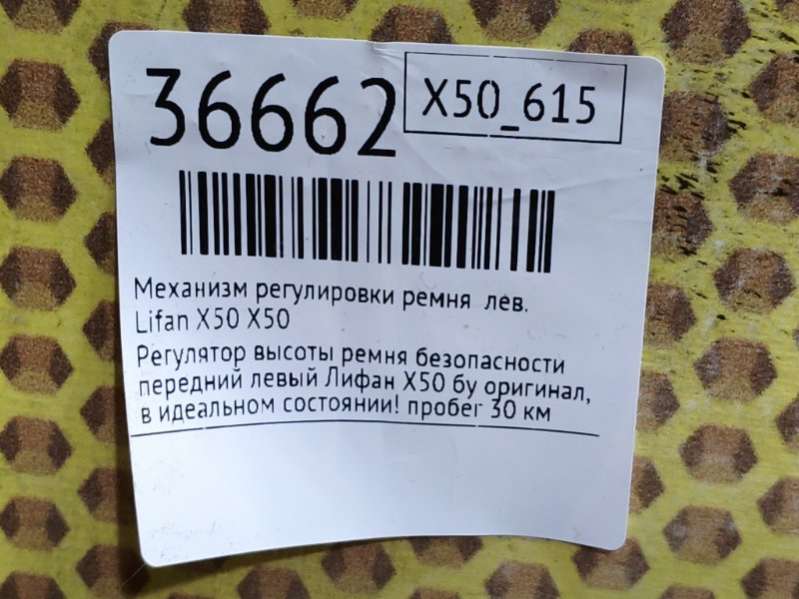 36662
X50_615
Механизм регулировки ремня лев.
Lifan X50 X50
Регулятор высоты ремня безопасности
передний левый Лифан Х50 бу оригинал,
в идеальном состоянии! пробег 30 км